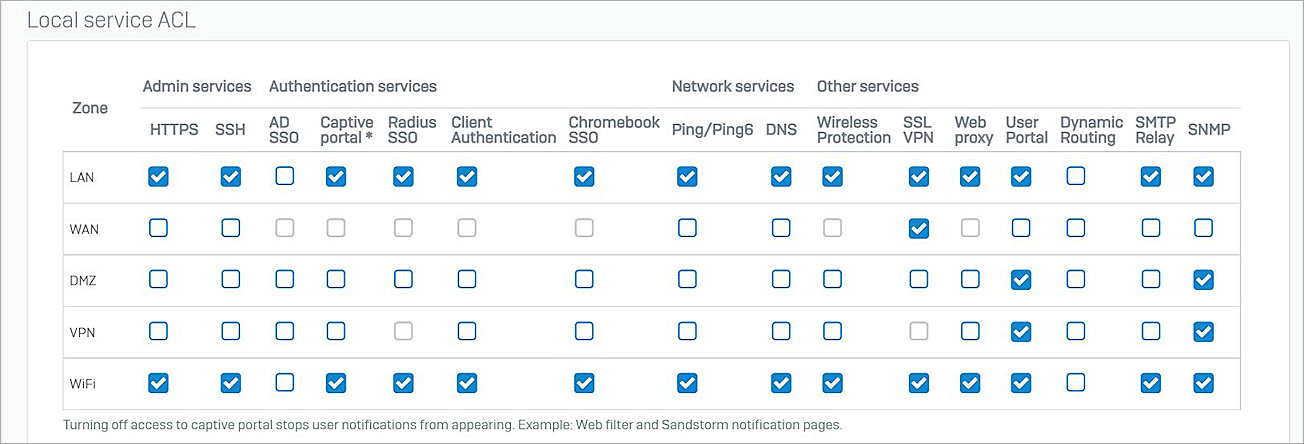 Local service ACL
Zone Admin services Authentication services Network services Other services
HTTPS SSH AD SSO Captive portal * Radius SSO Client Authentication Chromebook SSO Ping/Ping6 DNS Wireless Protection SSL VPN Web proxy User Portal Dynamic Routing SMTP Relay SNMP
LAN
WAN
DMZ
VPN
WiFi
Turning off access to captive portal stops user notifications from appearing. Example: Web filter and Sandstorm notification pages.